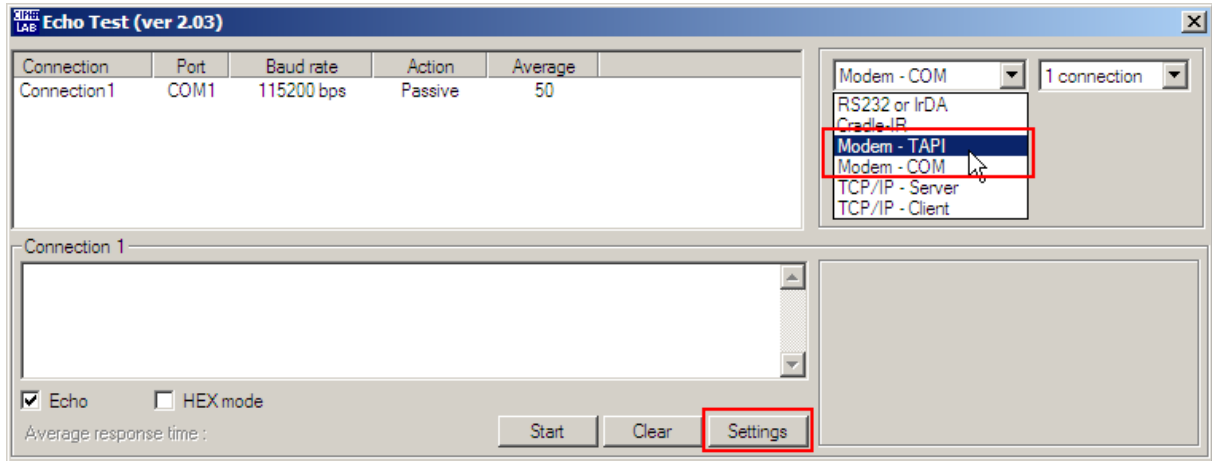 CIPHER LAB Echo Test (ver 2.03)
Connection Port Baud rate Action Average
Connection1 COM1 115200 bps Passive 50
Modem - COM 1 connection
RS232 or IrDA
Cradle-IR
Modem - TAPI
Modem - COM
TCP/IP - Server
TCP/IP - Client
Connection 1
Echo HEX mode
Average response time :
Start Clear Settings